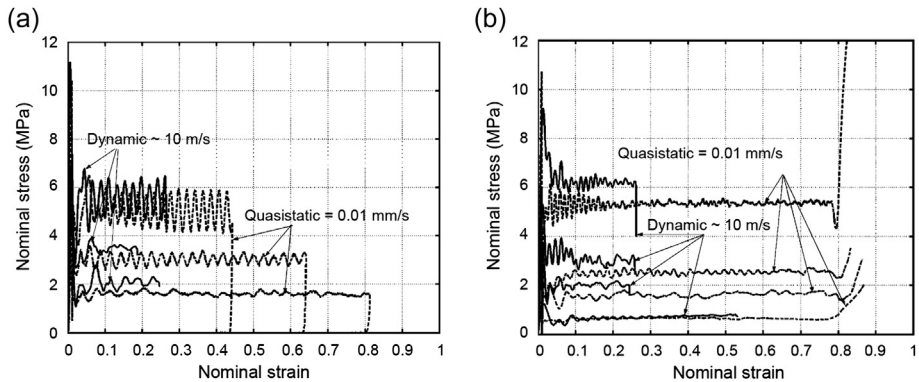 (a)
12
10
8
6
4
2
0
Nominal stress (MPa)
Dynamic ~ 10 m/s
Quasistatic = 0.01 mm/s
0 0.1 0.2 0.3 0.4 0.5 0.6 0.7 0.8 0.9 1
Nominal strain
(b)
12
10
8
6
4
2
0
Nominal stress (MPa)
Quasistatic = 0.01 mm/s
Dynamic ~ 10 m/s
0 0.1 0.2 0.3 0.4 0.5 0.6 0.7 0.8 0.9 1
Nominal strain